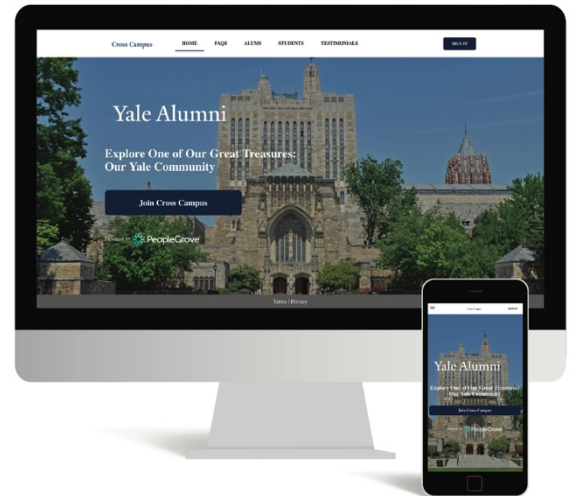 Cross Campus HOME FAQS ALUMS STUDENTS TESTIMONIALS SIGN IN
Yale Alumni
Explore One of Our Great Treasures:
Our Yale Community
Join Cross Campus
Powered by PeopleGrove
Terms | Privacy
Yale Alumni
Explore One of Our Great Treasures:
Our Yale Community
Join Cross Campus
PeopleGrove